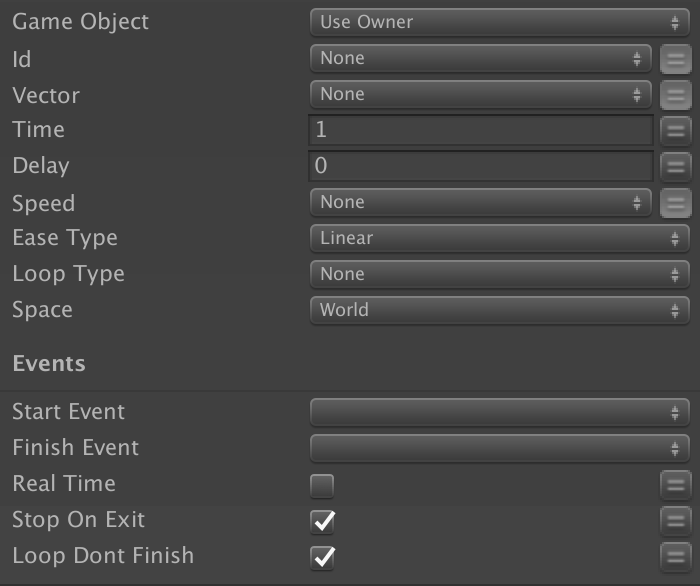 Game Object Use Owner
Id None
Vector None
Time 1
Delay 0
Speed None
Ease Type Linear
Loop Type None
Space World
Events
Start Event
Finish Event
Real Time
Stop On Exit
Loop Dont Finish